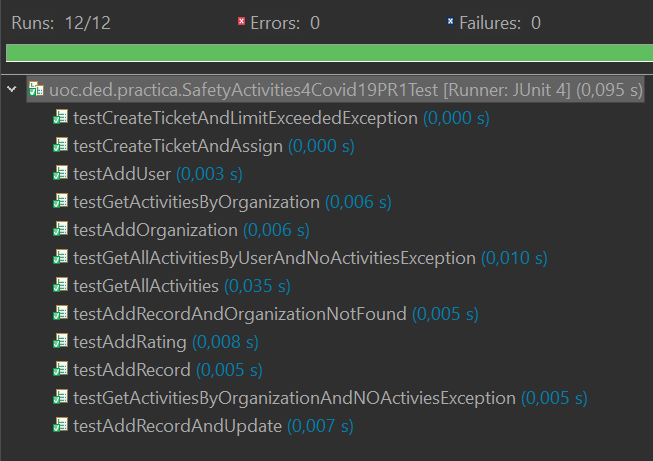 Runs: 12/12 Errors: 0 Failures: 0
uoc.ded.practica.SafetyActivities4Covid19PR1Test [Runner: JUnit 4] (0,095 s)
testCreateTicketAndLimitExceededException (0,000 s)
testCreateTicketAndAssign (0,000 s)
testAddUser (0,003 s)
testGetActivitiesByOrganization (0,006 s)
testAddOrganization (0,006 s)
testGetAllActivitiesByUserAndNoActivitiesException (0,010 s)
testGetAllActivities (0,035 s)
testAddRecordAndOrganizationNotFound (0,005 s)
testAddRating (0,008 s)
testAddRecord (0,005 s)
testGetActivitiesByOrganizationAndNOActiviesException (0,005 s)
testAddRecordAndUpdate (0,007 s)